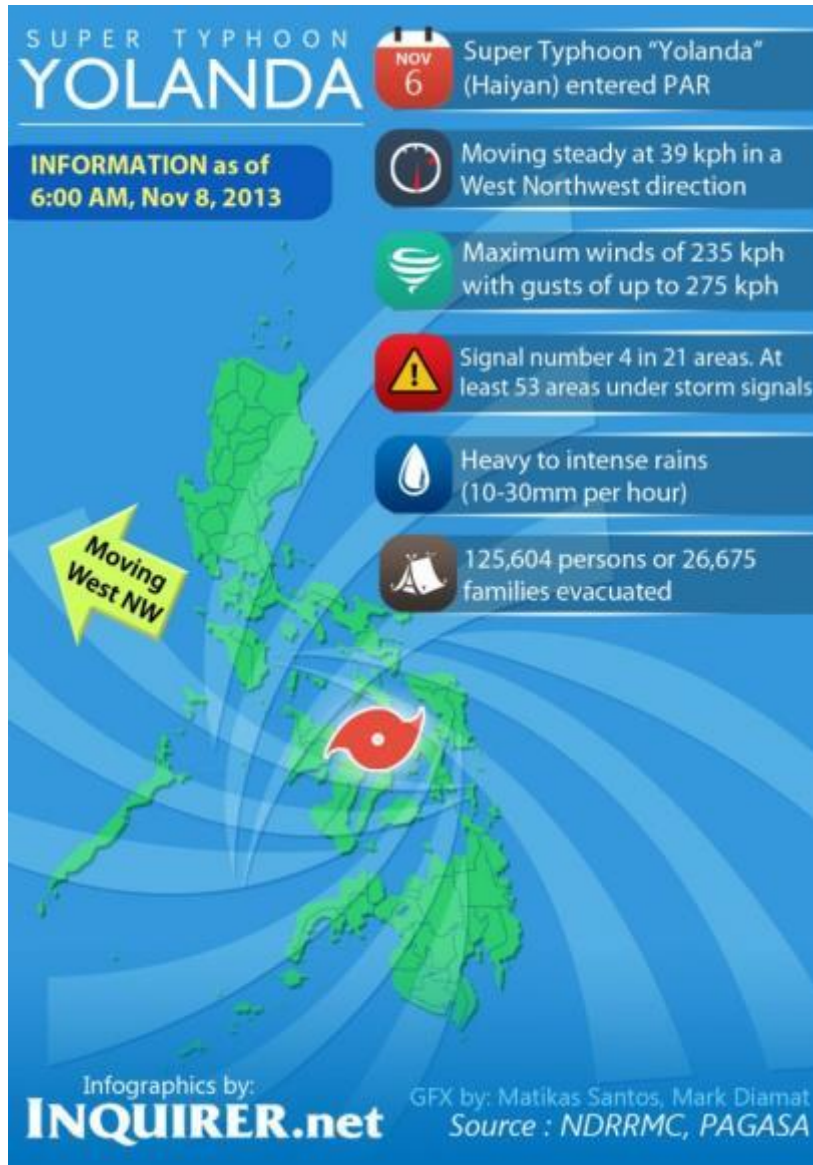 SUPER TYPHOON
YOLANDA
INFORMATION as of
6:00 AM, Nov 8, 2013
NOV
6
Super Typhoon “Yolanda”
(Haiyan) entered PAR
Moving steady at 39 kph in a
West Northwest direction
Maximum winds of 235 kph
with gusts of up to 275 kph
Signal number 4 in 21 areas. At
least 53 areas under storm signals
Heavy to intense rains
(10-30mm per hour)
125,604 persons or 26,675
families evacuated
Moving
West NW
Infographics by:
INQUIRER.net
GFX by: Matikas Santos, Mark Diamat
Source : NDRRMC, PAGASA